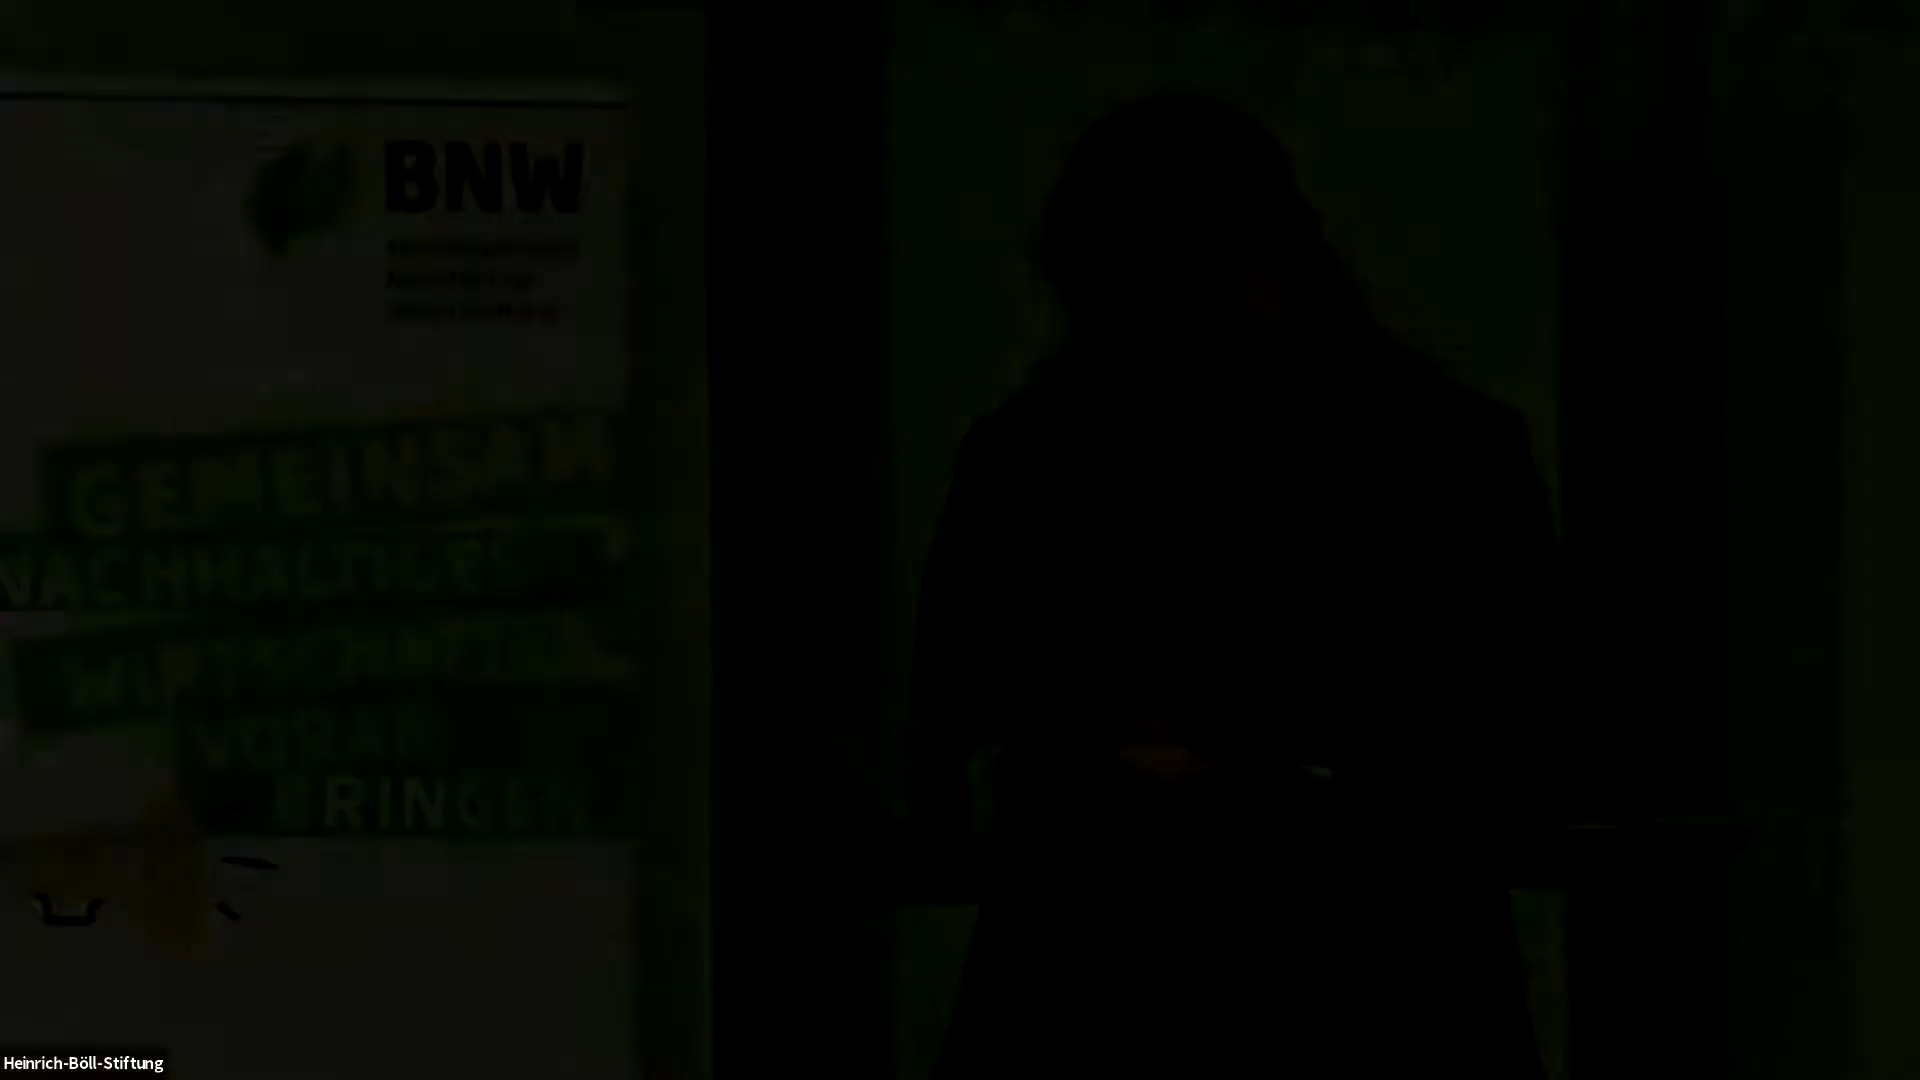 BNW
GEMEINSAM
NACHHALTIGES
WIRTSCHAFTEN
VORAN
BRINGEN
Heinrich-Böll-Stiftung